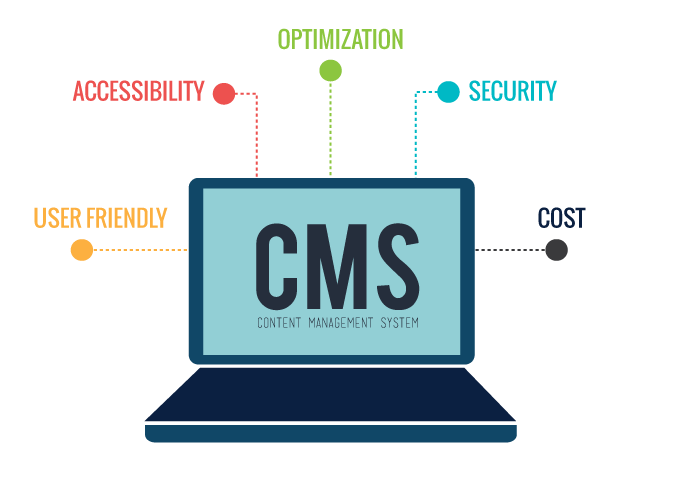 OPTIMIZATION
ACCESSIBILITY
SECURITY
USER FRIENDLY
COST
CMS
CONTENT MANAGEMENT SYSTEM